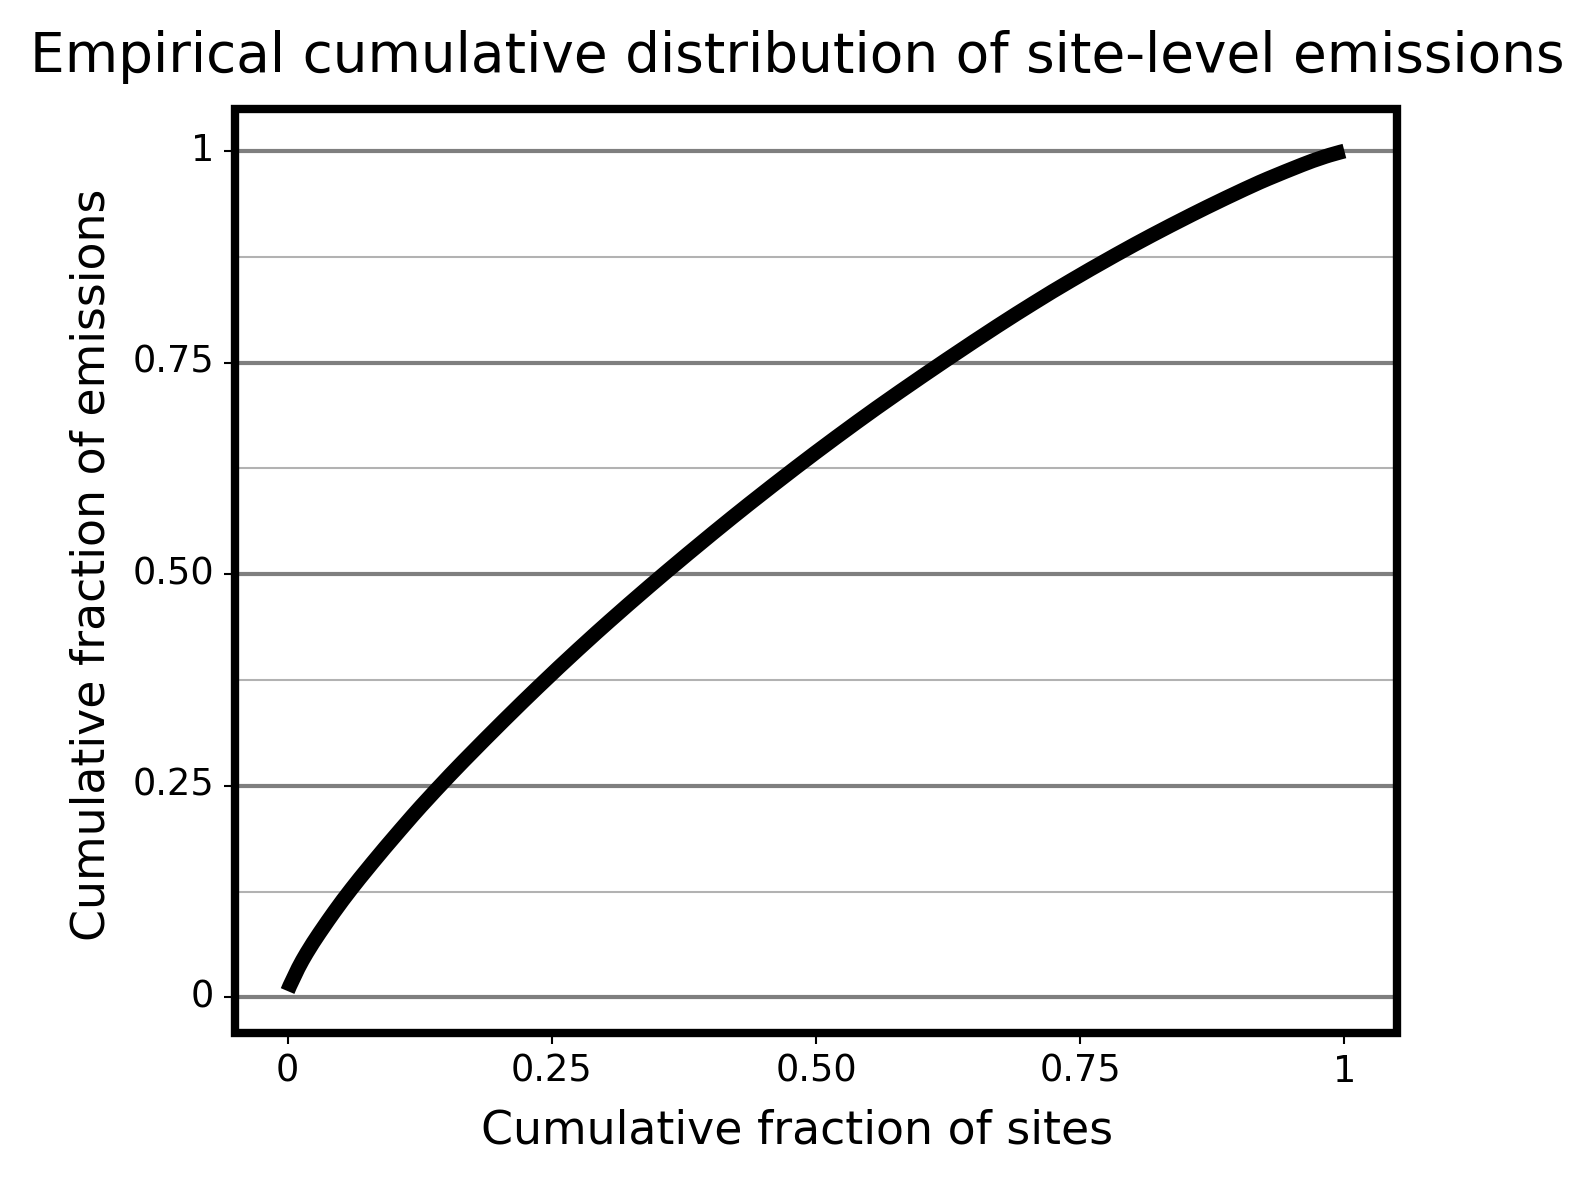 Empirical cumulative distribution of site-level emissions
Cumulative fraction of emissions
1
0.75
0.50
0.25
0
0 0.25 0.50 0.75 1
Cumulative fraction of sites